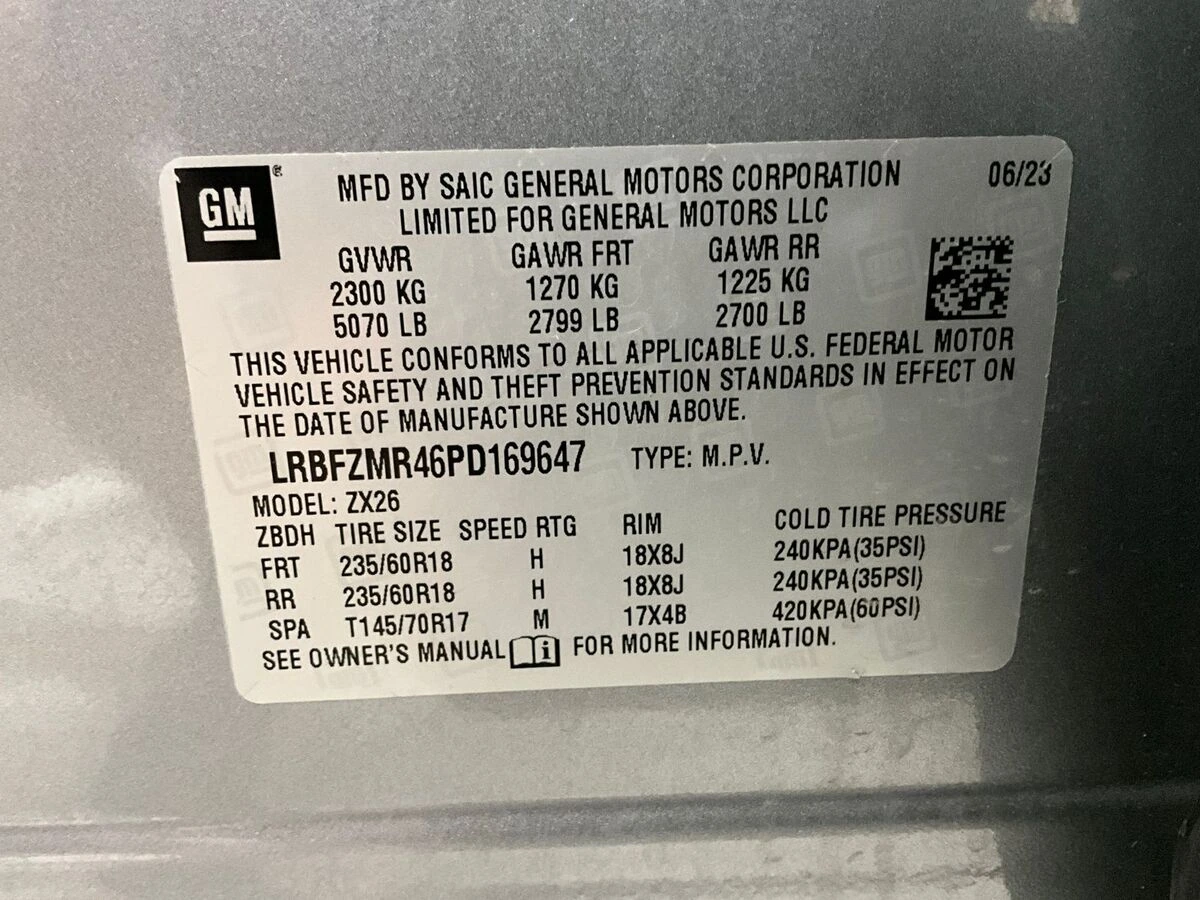 GM®
MFD BY SAIC GENERAL MOTORS CORPORATION 06/23
LIMITED FOR GENERAL MOTORS LLC
GVWR GAWR FRT GAWR RR
2300 KG 1270 KG 1225 KG
5070 LB 2799 LB 2700 LB
THIS VEHICLE CONFORMS TO ALL APPLICABLE U.S. FEDERAL MOTOR
VEHICLE SAFETY AND THEFT PREVENTION STANDARDS IN EFFECT ON
THE DATE OF MANUFACTURE SHOWN ABOVE.
LRBFZMR46PD169647 TYPE: M.P.V.
MODEL: ZX26
ZBDH TIRE SIZE SPEED RTG RIM COLD TIRE PRESSURE
FRT 235/60R18 H 18X8J 240KPA(35PSI)
RR 235/60R18 H 18X8J 240KPA(35PSI)
SPA T145/70R17 M 17X4B 420KPA(60PSI)
SEE OWNER'S MANUAL i FOR MORE INFORMATION.